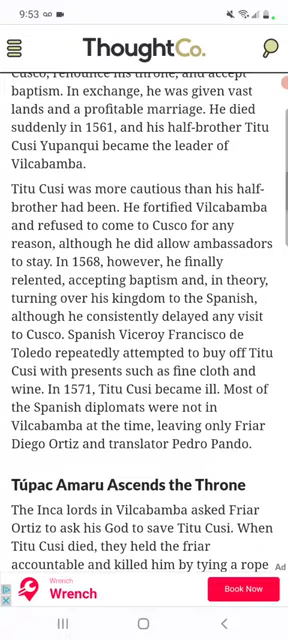 9:53
ThoughtCo.
Cusco, renounce his throne, and accept
baptism. In exchange, he was given vast
lands and a profitable marriage. He died
suddenly in 1561, and his half-brother Titu
Cusi Yupanqui became the leader of
Vilcabamba.
Titu Cusi was more cautious than his half-
brother had been. He fortified Vilcabamba
and refused to come to Cusco for any
reason, although he did allow ambassadors
to stay. In 1568, however, he finally
relented, accepting baptism and, in theory,
turning over his kingdom to the Spanish,
although he consistently delayed any visit
to Cusco. Spanish Viceroy Francisco de
Toledo repeatedly attempted to buy off Titu
Cusi with presents such as fine cloth and
wine. In 1571, Titu Cusi became ill. Most of
the Spanish diplomats were not in
Vilcabamba at the time, leaving only Friar
Diego Ortiz and translator Pedro Pando.
Túpac Amaru Ascends the Throne
The Inca lords in Vilcabamba asked Friar
Ortiz to ask his God to save Titu Cusi. When
Titu Cusi died, they held the friar
accountable and killed him by tying a rope
Ad
Wrench
Wrench
Book Now